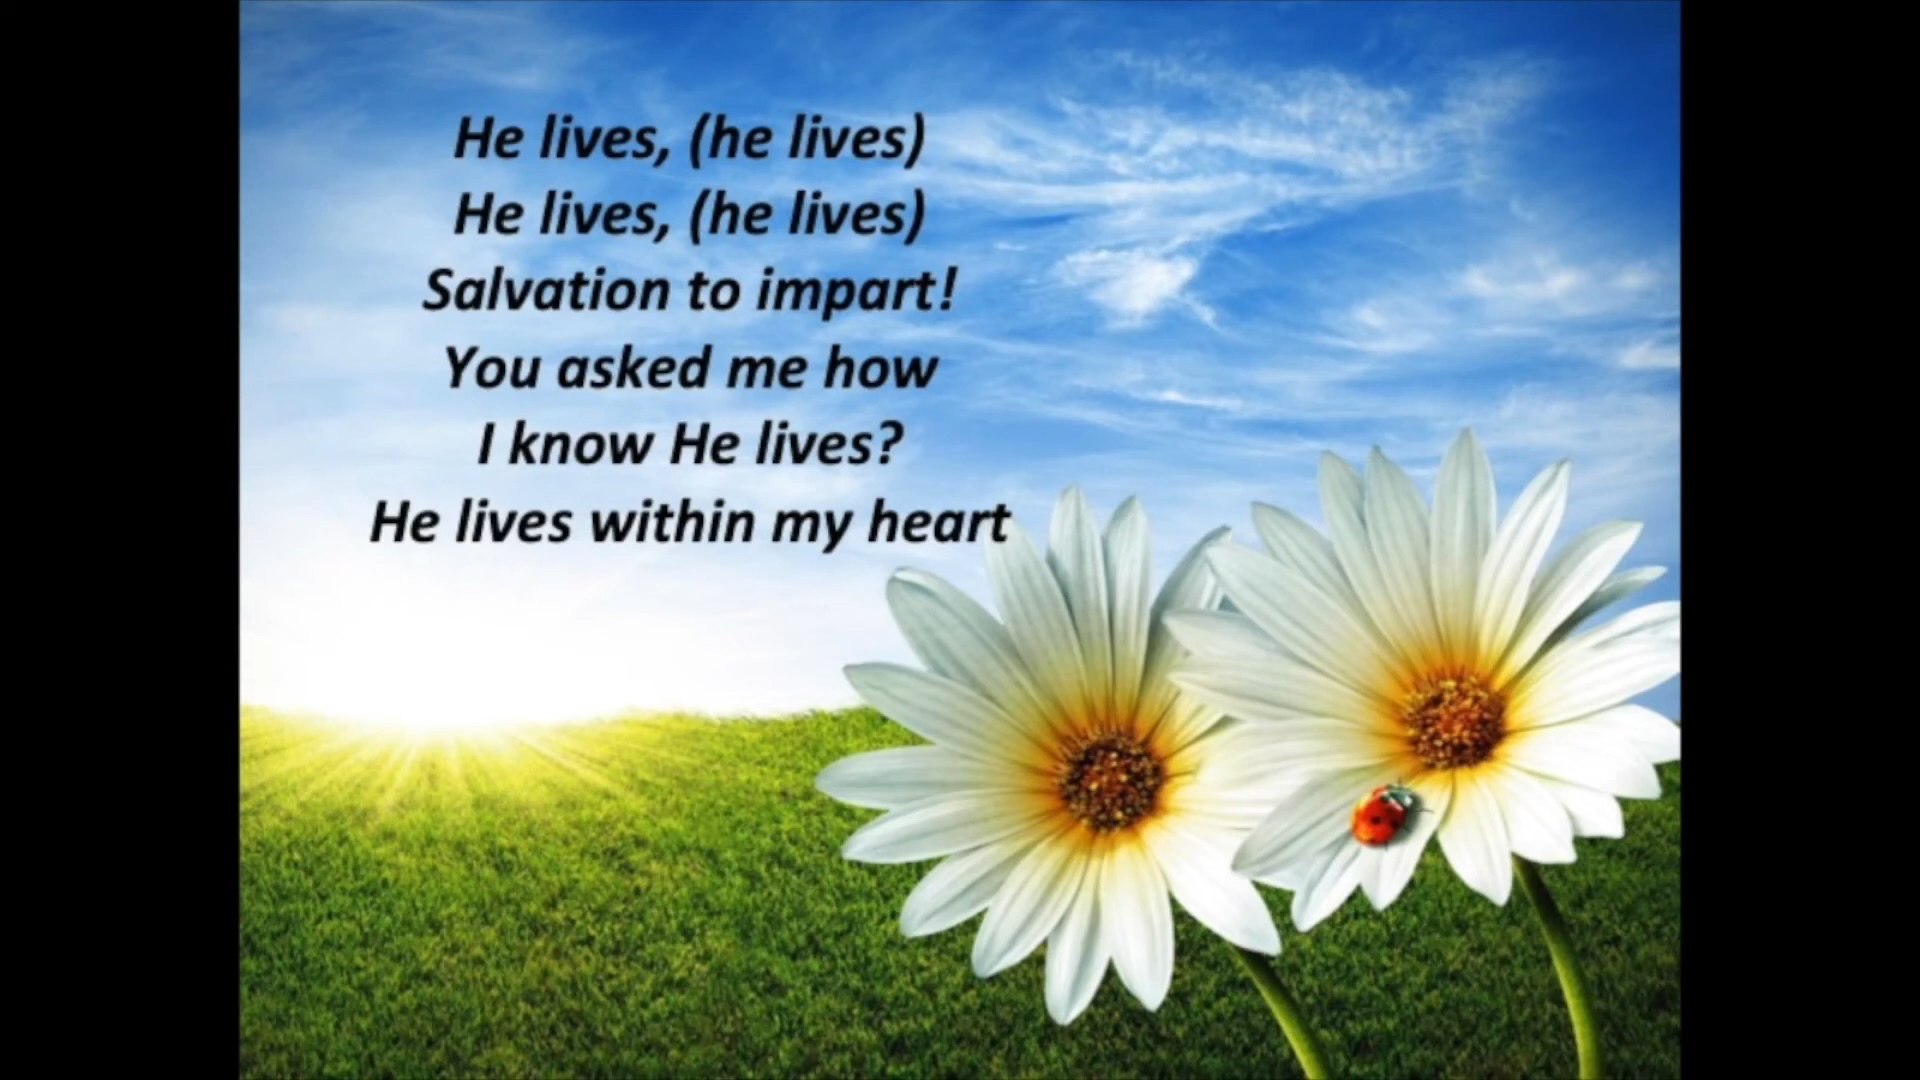 He lives, (he lives)
He lives, (he lives)
Salvation to impart!
You asked me how
I know He lives?
He lives within my heart